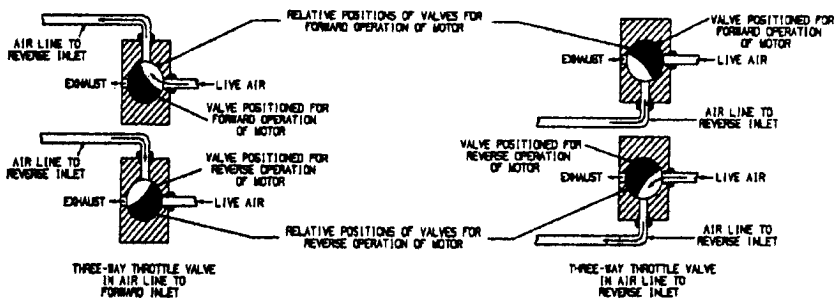 RELATIVE POSITIONS OF VALVES FOR
FORWARD OPERATION OF MOTOR
AIR LINE TO
REVERSE INLET
EXHAUST
LIVE AIR
VALVE POSITIONED FOR
FORWARD OPERATION
OF MOTOR
VALVE POSITIONED FOR
FORWARD OPERATION
OF MOTOR
EXHAUST
LIVE AIR
AIR LINE TO
REVERSE INLET
AIR LINE TO
REVERSE INLET
VALVE POSITIONED FOR
REVERSE OPERATION
OF MOTOR
EXHAUST
LIVE AIR
VALVE POSITIONED FOR
REVERSE OPERATION
OF MOTOR
EXHAUST
LIVE AIR
AIR LINE TO
REVERSE INLET
RELATIVE POSITIONS OF VALVES FOR
REVERSE OPERATION OF MOTOR
THREE-WAY THROTTLE VALVE
IN AIR LINE TO
FORWARD INLET
THREE-WAY THROTTLE VALVE
IN AIR LINE TO
REVERSE INLET